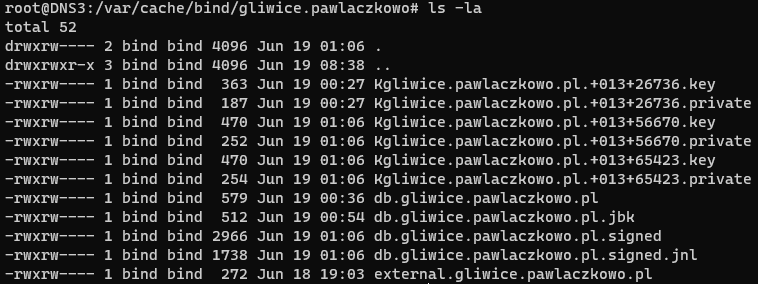 root@DNS3:/var/cache/bind/gliwice.pawlaczkowo# ls -la
total 52
drwxrw---- 2 bind bind 4096 Jun 19 01:06 .
drwxrwxr-x 3 bind bind 4096 Jun 19 08:38 ..
-rwxrw---- 1 bind bind  363 Jun 19 00:27 Kgliwice.pawlaczkowo.pl.+013+26736.key
-rwxrw---- 1 bind bind  187 Jun 19 00:27 Kgliwice.pawlaczkowo.pl.+013+26736.private
-rwxrw---- 1 bind bind  470 Jun 19 01:06 Kgliwice.pawlaczkowo.pl.+013+56670.key
-rwxrw---- 1 bind bind  252 Jun 19 01:06 Kgliwice.pawlaczkowo.pl.+013+56670.private
-rwxrw---- 1 bind bind  470 Jun 19 01:06 Kgliwice.pawlaczkowo.pl.+013+65423.key
-rwxrw---- 1 bind bind  254 Jun 19 01:06 Kgliwice.pawlaczkowo.pl.+013+65423.private
-rwxrw---- 1 bind bind  579 Jun 19 00:36 db.gliwice.pawlaczkowo.pl
-rwxrw---- 1 bind bind  512 Jun 19 00:54 db.gliwice.pawlaczkowo.pl.jbk
-rwxrw---- 1 bind bind 2966 Jun 19 01:06 db.gliwice.pawlaczkowo.pl.signed
-rwxrw---- 1 bind bind 1738 Jun 19 01:06 db.gliwice.pawlaczkowo.pl.signed.jnl
-rwxrw---- 1 bind bind  272 Jun 18 19:03 external.gliwice.pawlaczkowo.pl